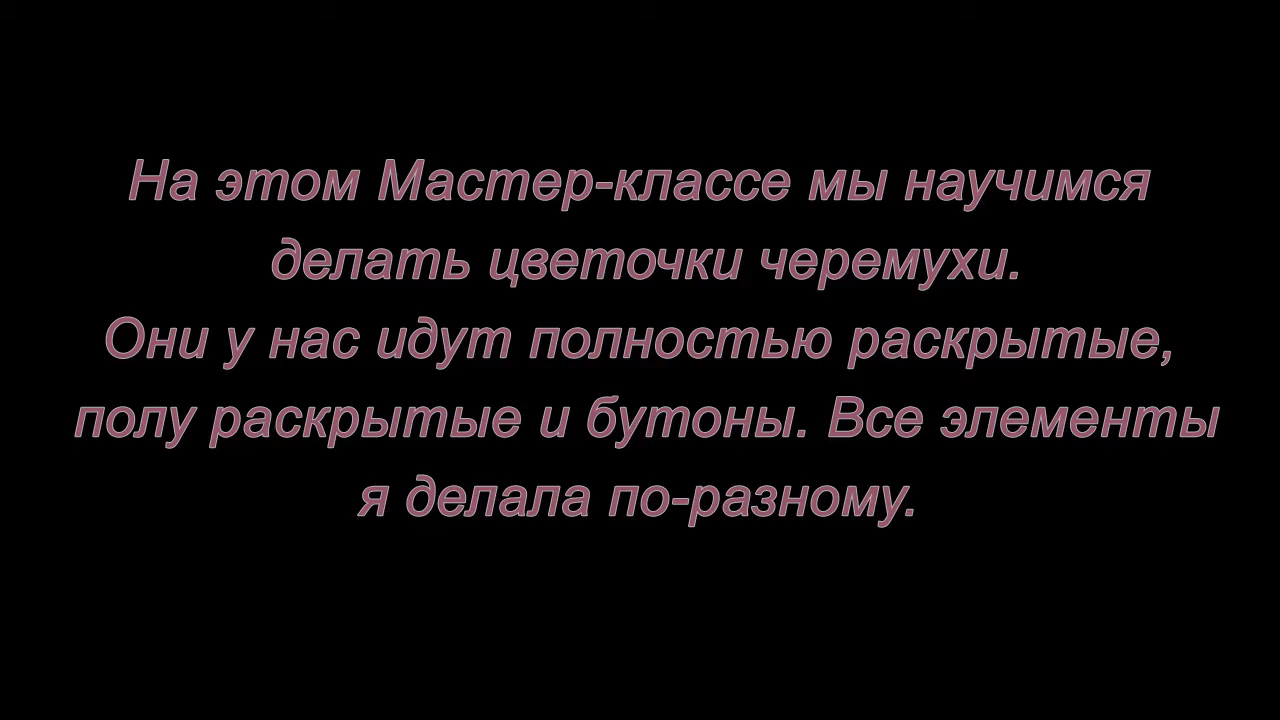 На этом Мастер-классе мы научимся
делать цветочки черемухи.
Они у нас идут полностью раскрытые,
полу раскрытые и бутоны. Все элементы
я делала по-разному.